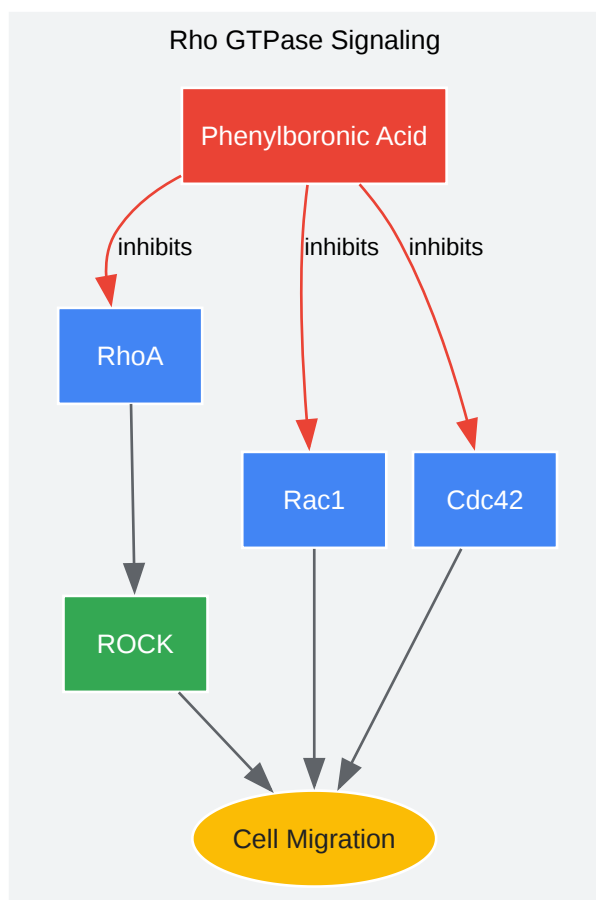 Rho GTPase Signaling
Phenylboronic Acid
inhibits
inhibits
inhibits
RhoA
Rac1
Cdc42
ROCK
Cell Migration